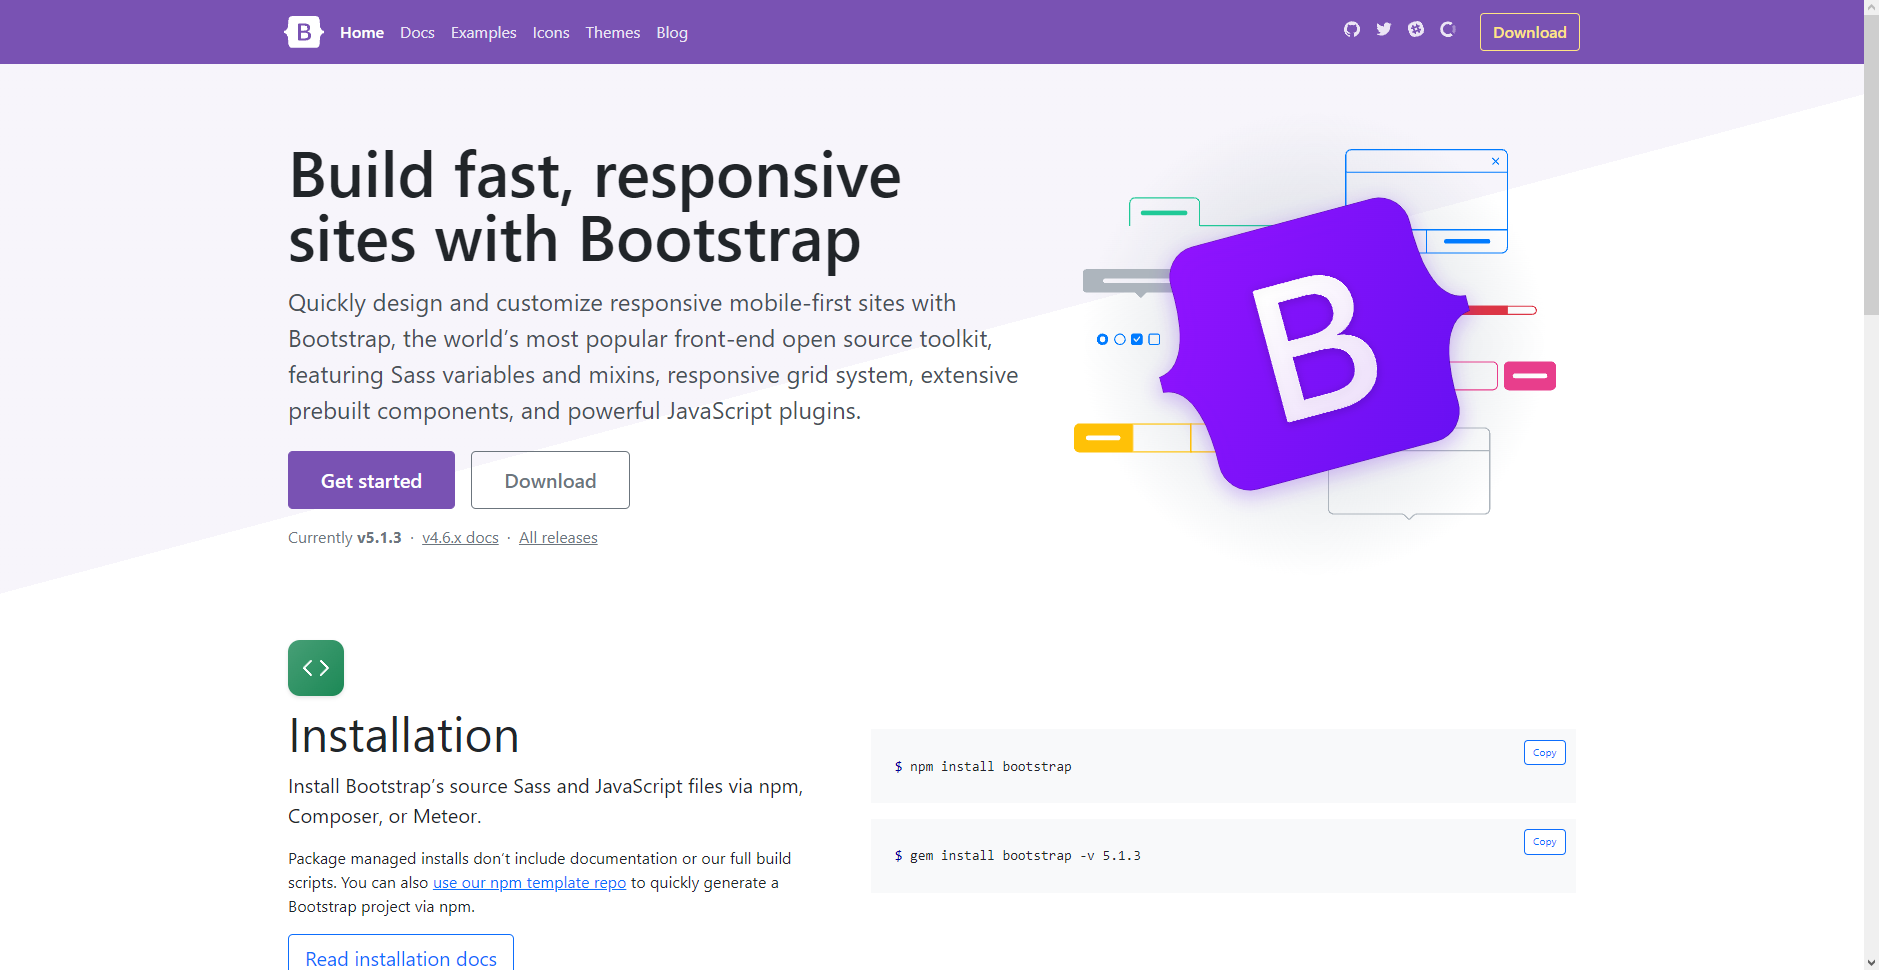 B Home Docs Examples Icons Themes Blog Download
Build fast, responsive
sites with Bootstrap
Quickly design and customize responsive mobile-first sites with
Bootstrap, the world’s most popular front-end open source toolkit,
featuring Sass variables and mixins, responsive grid system, extensive
prebuilt components, and powerful JavaScript plugins.
Get started Download
Currently v5.1.3 · v4.6.x docs · All releases
B
Installation
Install Bootstrap’s source Sass and JavaScript files via npm,
Composer, or Meteor.
Package managed installs don’t include documentation or our full build
scripts. You can also use our npm template repo to quickly generate a
Bootstrap project via npm.
Read installation docs
Copy
$ npm install bootstrap
Copy
$ gem install bootstrap -v 5.1.3